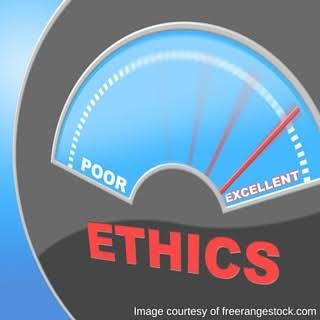 POOR
EXCELLENT
ETHICS
Image courtesy of freerangestock.com